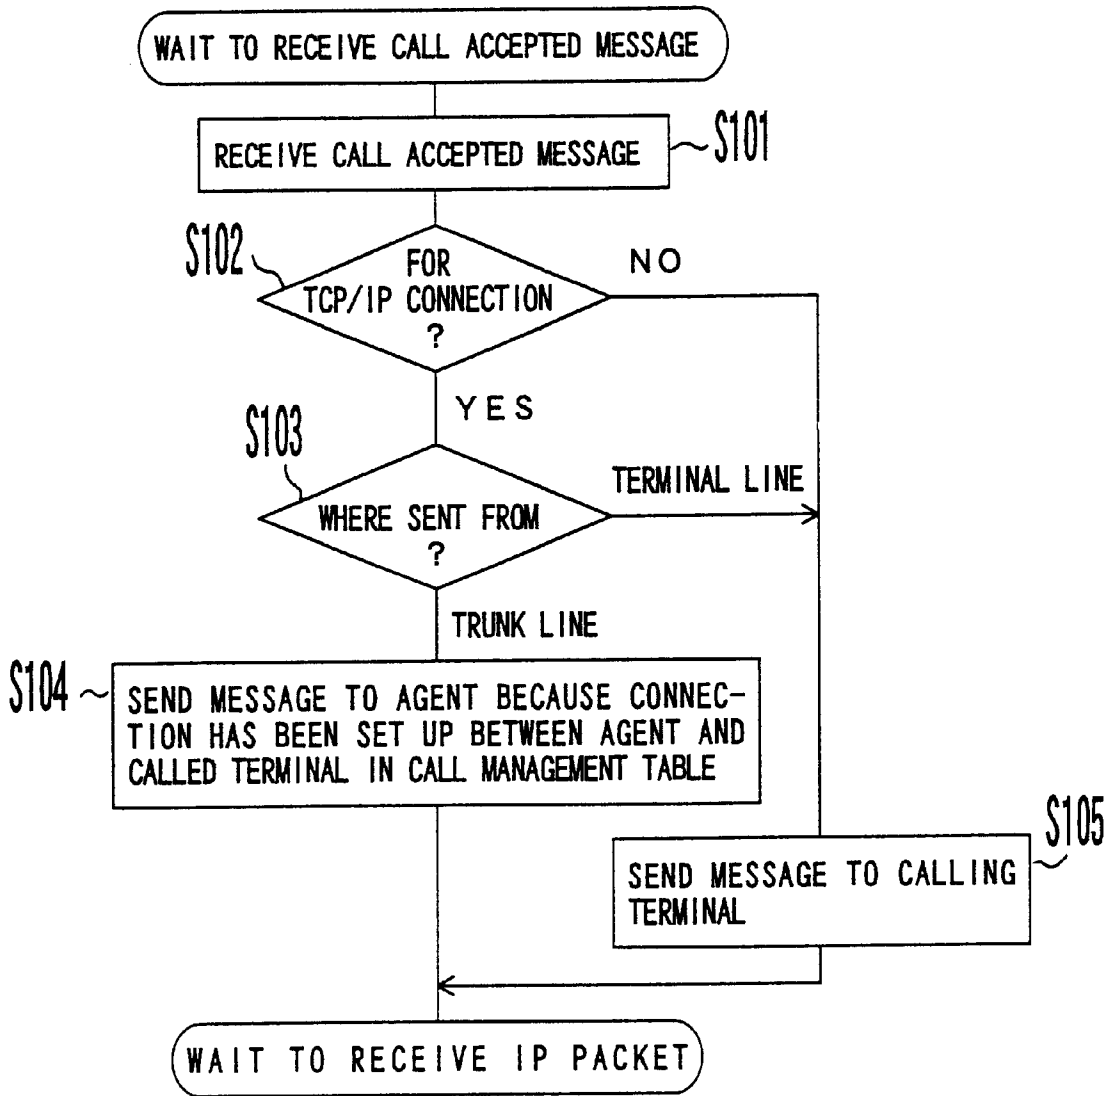 WAIT TO RECEIVE CALL ACCEPTED MESSAGE
RECEIVE CALL ACCEPTED MESSAGE
S101
S102
FOR
TCP/IP CONNECTION
?
NO
YES
S103
WHERE SENT FROM
?
TERMINAL LINE
TRUNK LINE
S104
SEND MESSAGE TO AGENT BECAUSE CONNEC-
TION HAS BEEN SET UP BETWEEN AGENT AND
CALLED TERMINAL IN CALL MANAGEMENT TABLE
S105
SEND MESSAGE TO CALLING
TERMINAL
WAIT TO RECEIVE IP PACKET